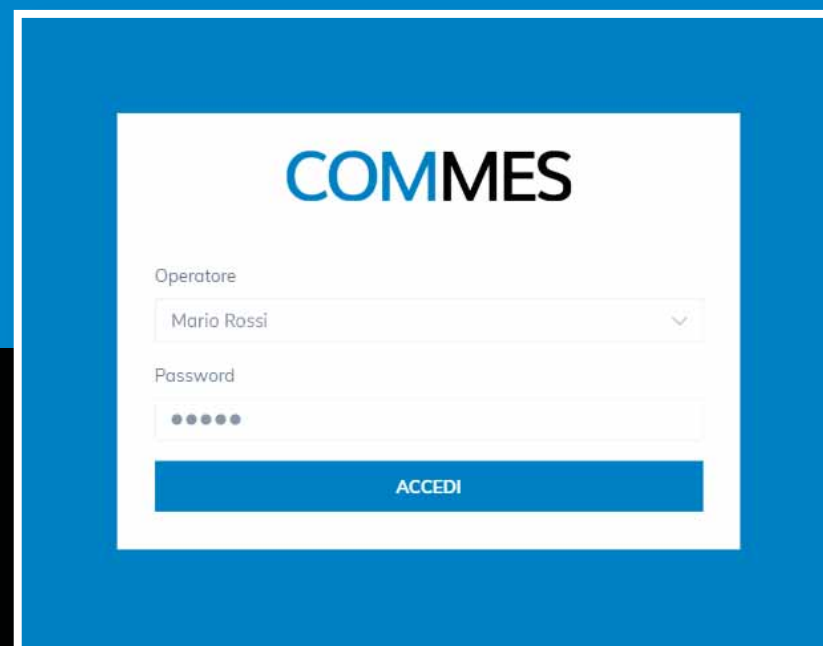 COMMES
Operatore
Mario Rossi
Password
●●●●●
ACCEDI